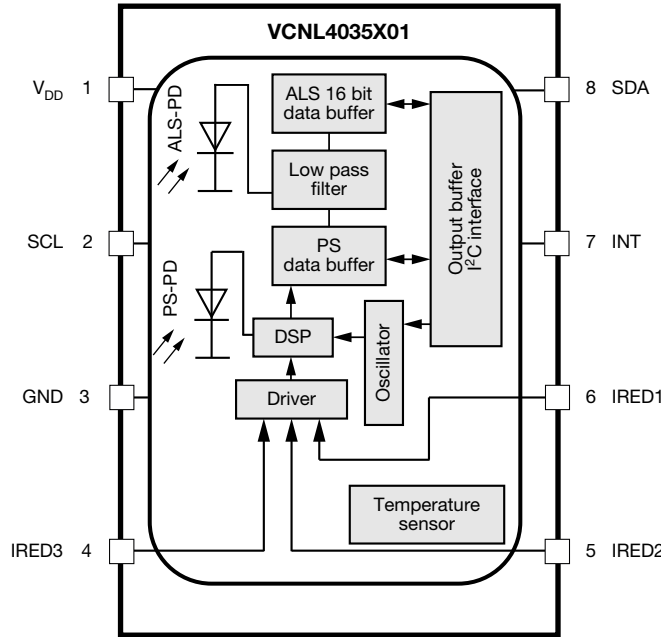 VCNL4035X01
V_DD 1
8 SDA
ALS-PD
ALS 16 bit
data buffer
Low pass
filter
Output buffer
I²C interface
SCL 2
7 INT
PS
data buffer
PS-PD
DSP
Oscillator
GND 3
Driver
6 IRED1
Temperature
sensor
IRED3 4
5 IRED2